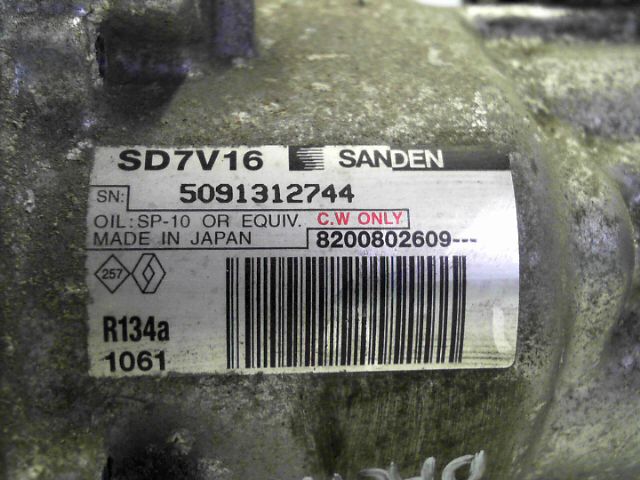 SD7V16 SANDEN
SN: 5091312744
OIL: SP-10 OR EQUIV. C.W ONLY
MADE IN JAPAN 8200802609---
257
R134a
1061